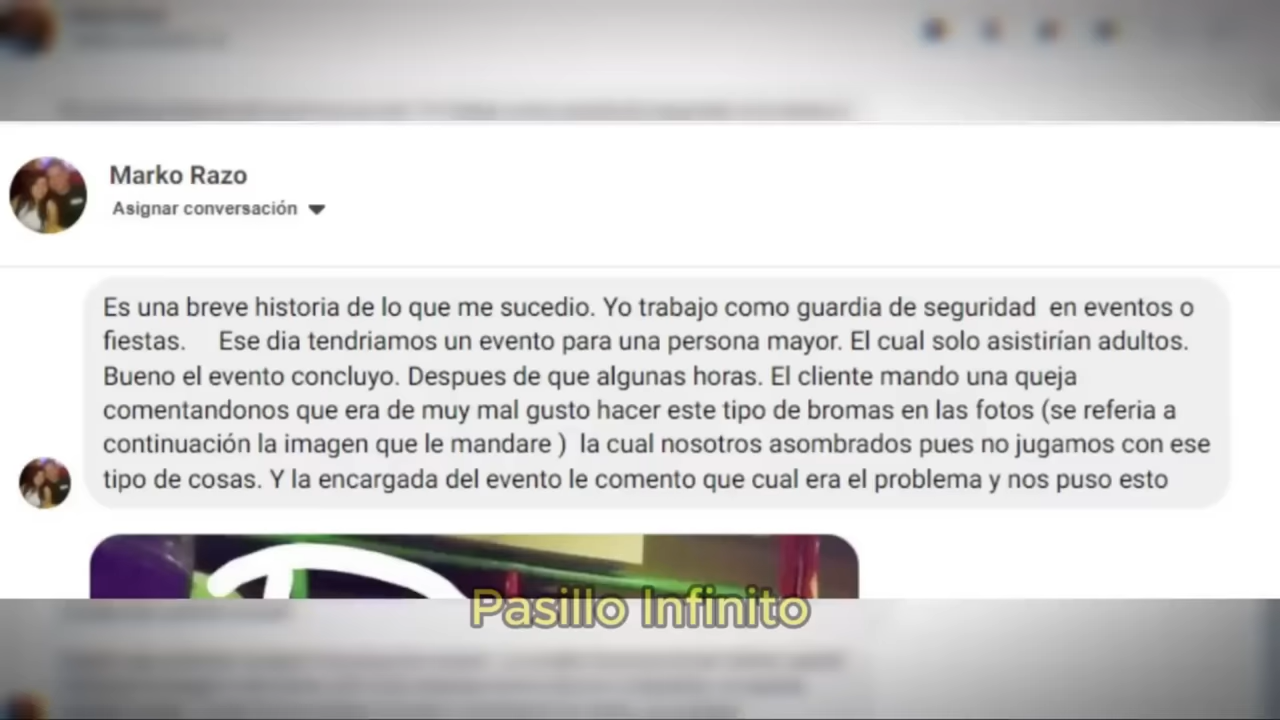 Marko Razo
Asignar conversación
Es una breve historia de lo que me sucedio. Yo trabajo como guardia de seguridad  en eventos o
fiestas.     Ese dia tendriamos un evento para una persona mayor. El cual solo asistirían adultos.
Bueno el evento concluyo. Despues de que algunas horas. El cliente mando una queja
comentandonos que era de muy mal gusto hacer este tipo de bromas en las fotos (se referia a
continuación la imagen que le mandare )  la cual nosotros asombrados pues no jugamos con ese
tipo de cosas. Y la encargada del evento le comento que cual era el problema y nos puso esto
Pasillo Infinito